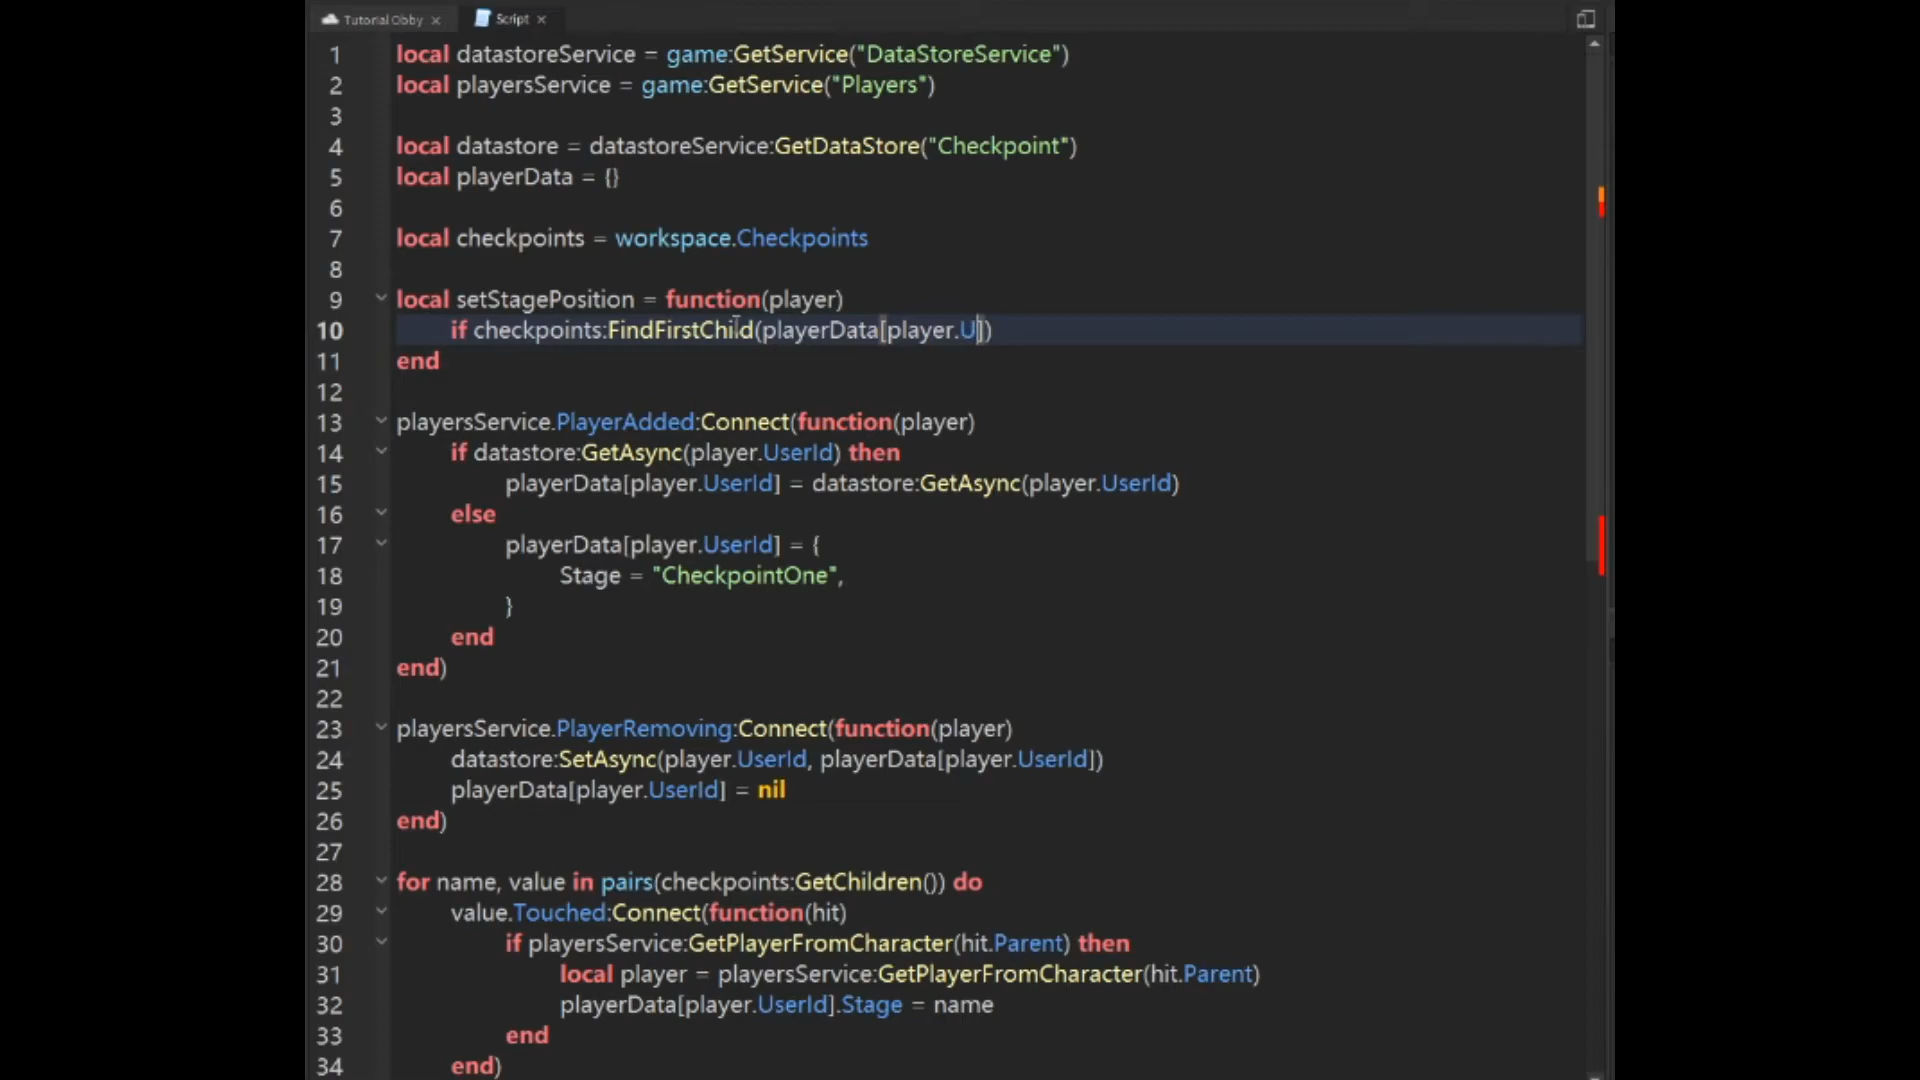 Tutorial Obby × Script ×
1 local datastoreService = game:GetService("DataStoreService")
2 local playersService = game:GetService("Players")
3
4 local datastore = datastoreService:GetDataStore("Checkpoint")
5 local playerData = {}
6
7 local checkpoints = workspace.Checkpoints
8
9 local setStagePosition = function(player)
10 if checkpoints:FindFirstChild(playerData[player.U])
11 end
12
13 playersService.PlayerAdded:Connect(function(player)
14 if datastore:GetAsync(player.UserId) then
15 playerData[player.UserId] = datastore:GetAsync(player.UserId)
16 else
17 playerData[player.UserId] = {
18 Stage = "CheckpointOne",
19 }
20 end
21 end)
22
23 playersService.PlayerRemoving:Connect(function(player)
24 datastore:SetAsync(player.UserId, playerData[player.UserId])
25 playerData[player.UserId] = nil
26 end)
27
28 for name, value in pairs(checkpoints:GetChildren()) do
29 value.Touched:Connect(function(hit)
30 if playersService:GetPlayerFromCharacter(hit.Parent) then
31 local player = playersService:GetPlayerFromCharacter(hit.Parent)
32 playerData[player.UserId].Stage = name
33 end
34 end)